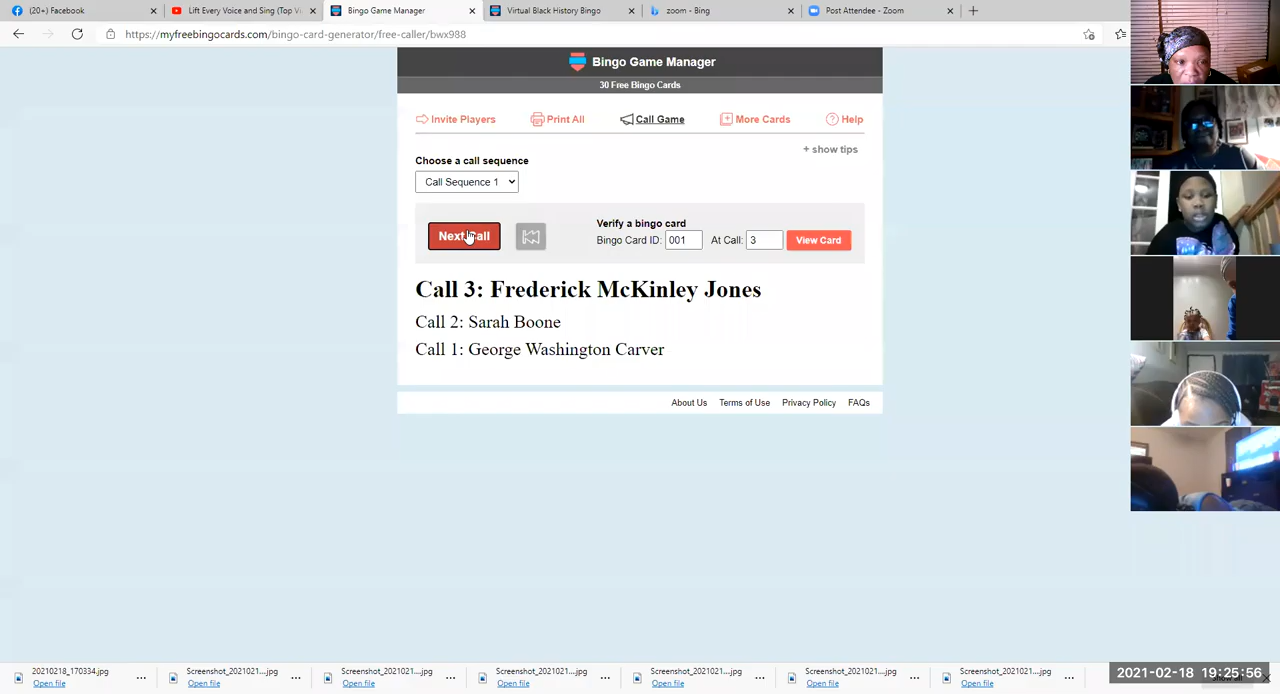 (20+) Facebook
Lift Every Voice and Sing (Top Vi
Bingo Game Manager
Virtual Black History Bingo
zoom - Bing
Post Attendee - Zoom
https://myfreebingocards.com/bingo-card-generator/free-caller/bwx988
Bingo Game Manager
30 Free Bingo Cards
Invite Players
Print All
Call Game
More Cards
Help
+ show tips
Choose a call sequence
Call Sequence 1
Next Call
Verify a bingo card
Bingo Card ID: 001 At Call: 3 View Card
Call 3: Frederick McKinley Jones
Call 2: Sarah Boone
Call 1: George Washington Carver
About Us Terms of Use Privacy Policy FAQs
20210218_170334.jpg
Open file
Screenshot_2021021....jpg
Open file
Screenshot_2021021....jpg
Open file
Screenshot_2021021....jpg
Open file
Screenshot_2021021....jpg
Open file
Screenshot_2021021....jpg
Open file
Screenshot_2021021....jpg
Open file
2021-02-18 19:25:56